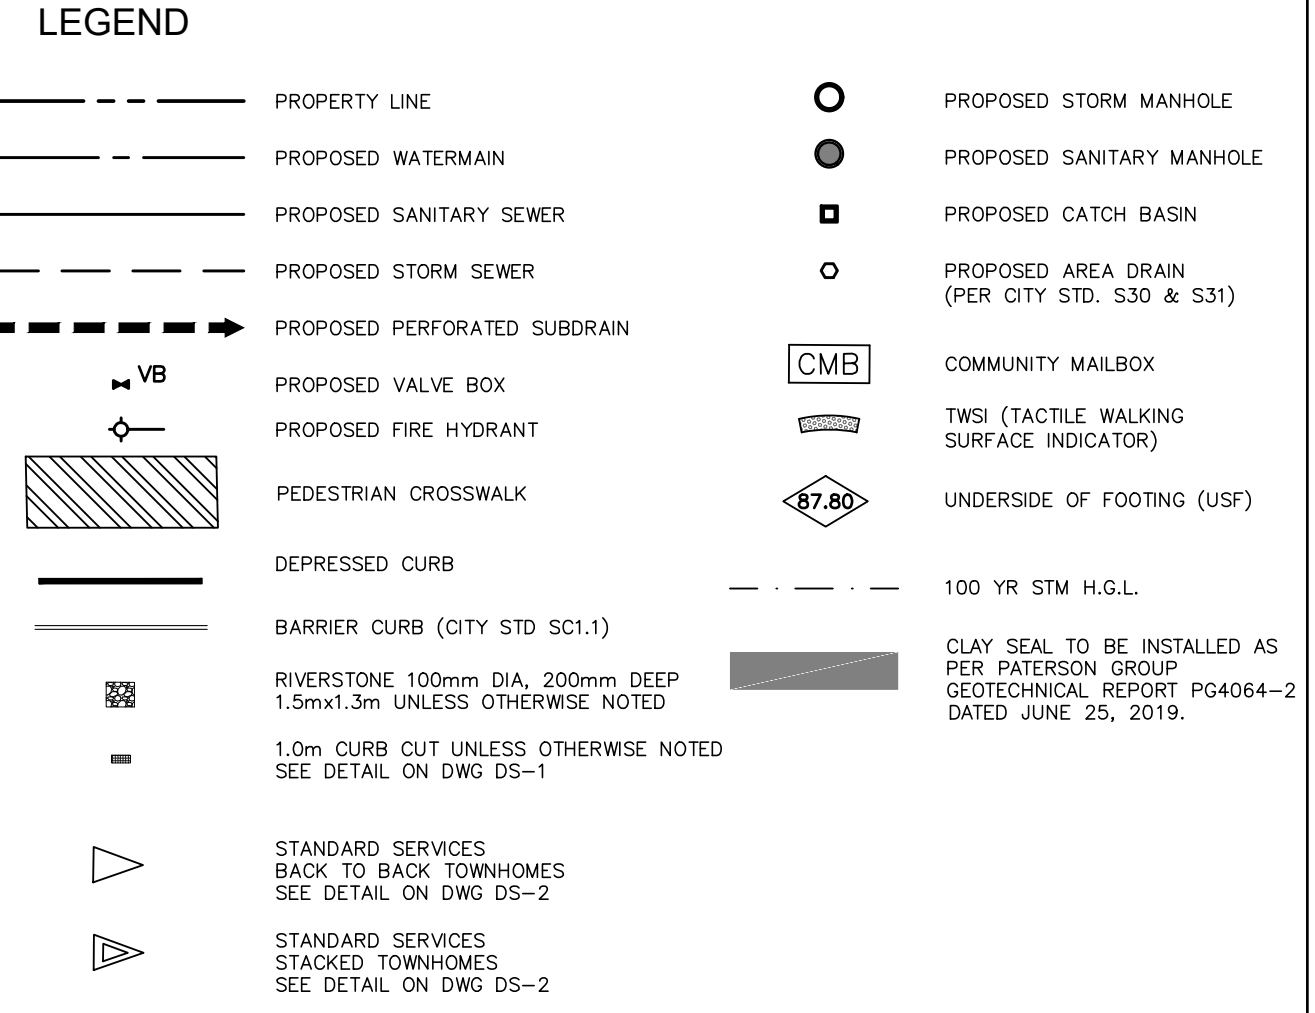 LEGEND
PROPERTY LINE
PROPOSED WATERMAIN
PROPOSED SANITARY SEWER
PROPOSED STORM SEWER
PROPOSED PERFORATED SUBDRAIN
VB
PROPOSED VALVE BOX
PROPOSED FIRE HYDRANT
PEDESTRIAN CROSSWALK
DEPRESSED CURB
BARRIER CURB (CITY STD SC1.1)
RIVERSTONE 100mm DIA, 200mm DEEP
1.5mx1.3m UNLESS OTHERWISE NOTED
1.0m CURB CUT UNLESS OTHERWISE NOTED
SEE DETAIL ON DWG DS-1
STANDARD SERVICES
BACK TO BACK TOWNHOMES
SEE DETAIL ON DWG DS-2
STANDARD SERVICES
STACKED TOWNHOMES
SEE DETAIL ON DWG DS-2
PROPOSED STORM MANHOLE
PROPOSED SANITARY MANHOLE
PROPOSED CATCH BASIN
PROPOSED AREA DRAIN
(PER CITY STD. S30 & S31)
CMB
COMMUNITY MAILBOX
TWSI (TACTILE WALKING
SURFACE INDICATOR)
87.80
UNDERSIDE OF FOOTING (USF)
100 YR STM H.G.L.
CLAY SEAL TO BE INSTALLED AS
PER PATERSON GROUP
GEOTECHNICAL REPORT PG4064-2
DATED JUNE 25, 2019.